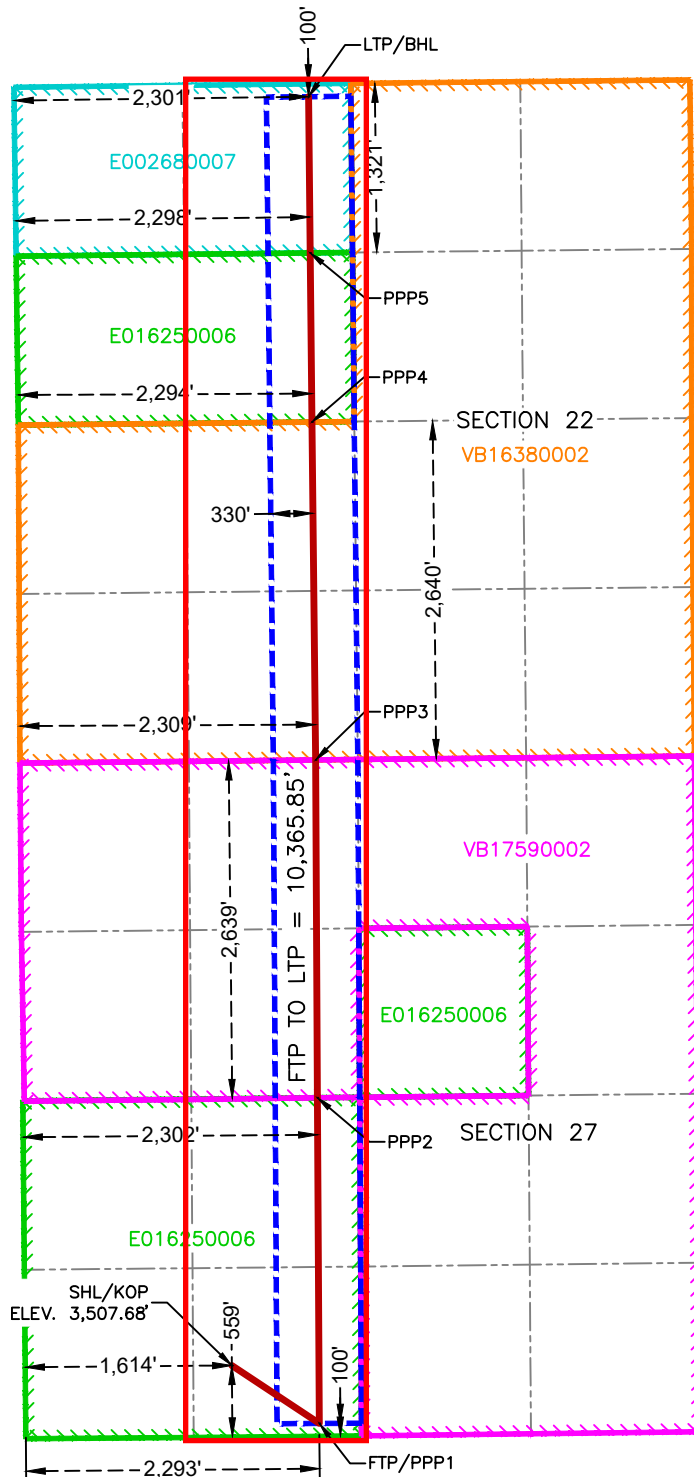 100'
LTP/BHL
2,301'
E002680007
1,321'
2,298'
PPP5
E016250006
PPP4
2,294'
SECTION 22
VB16380002
330'
2,640'
PPP3
2,309'
FTP TO LTP = 10,365.85'
VB17590002
2,639'
E016250006
PPP2
SECTION 27
2,302'
E016250006
SHL/KOP
ELEV. 3,507.68'
559'
1,614'
100'
FTP/PPP1
2,293'